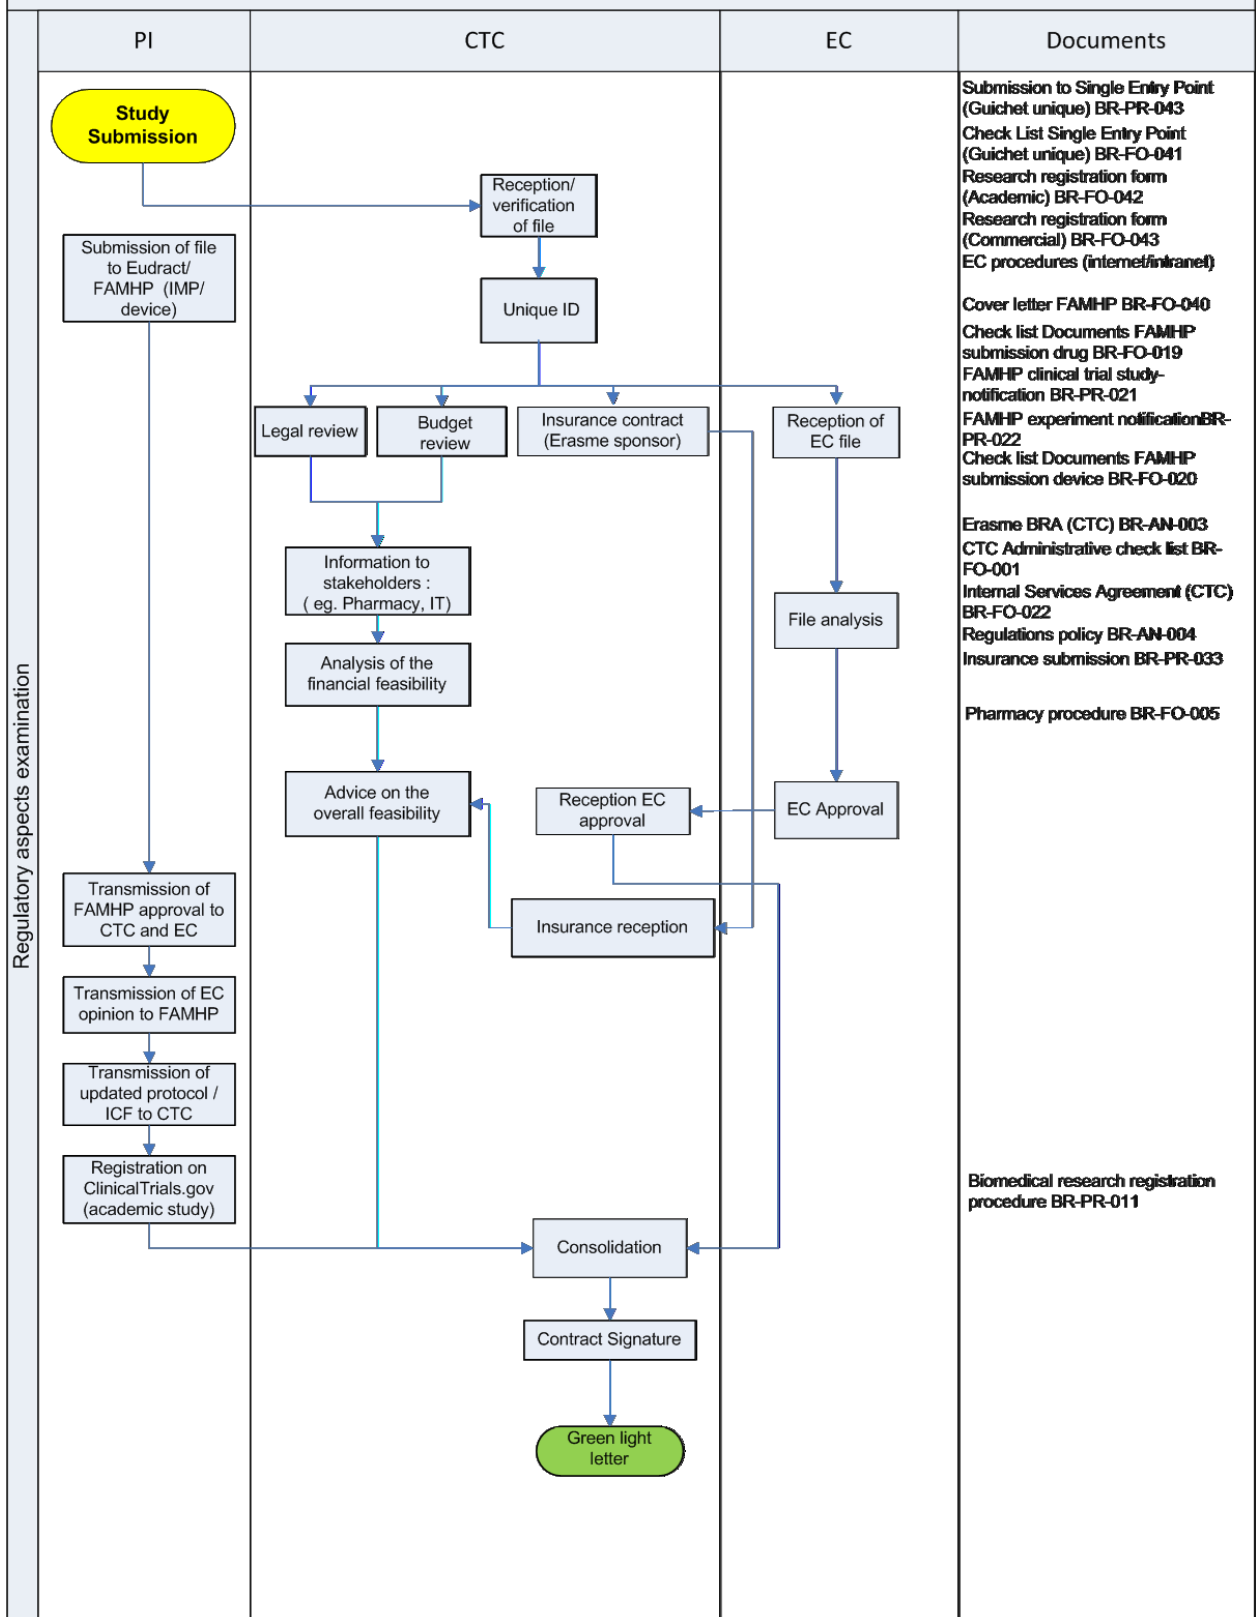 PI
CTC
EC
Documents
Regulatory aspects examination
Study
Submission
Submission of file
to Eudract/
FAMHP (IMP/
device)
Transmission of
FAMHP approval to
CTC and EC
Transmission of EC
opinion to FAMHP
Transmission of
updated protocol /
ICF to CTC
Registration on
ClinicalTrials.gov
(academic study)
Reception/
verification
of file
Unique ID
Legal review
Budget
review
Insurance contract
(Erasme sponsor)
Information to
stakeholders :
( eg. Pharmacy, IT)
Analysis of the
financial feasibility
Advice on the
overall feasibility
Reception EC
approval
Insurance reception
Consolidation
Contract Signature
Green light
letter
Reception of
EC file
File analysis
EC Approval
Submission to Single Entry Point
(Guichet unique) BR-PR-043
Check List Single Entry Point
(Guichet unique) BR-FO-041
Research registration form
(Academic) BR-FO-042
Research registration form
(Commercial) BR-FO-043
EC procedures (internet/intranet)
Cover letter FAMHP BR-FO-040
Check list Documents FAMHP
submission drug BR-FO-019
FAMHP clinical trial study-
notification BR-PR-021
FAMHP experiment notificationBR-
PR-022
Check list Documents FAMHP
submission device BR-FO-020
Erasme BRA (CTC) BR-AN-003
CTC Administrative check list BR-
FO-001
Internal Services Agreement (CTC)
BR-FO-022
Regulations policy BR-AN-004
Insurance submission BR-PR-033
Pharmacy procedure BR-FO-005
Biomedical research registration
procedure BR-PR-011